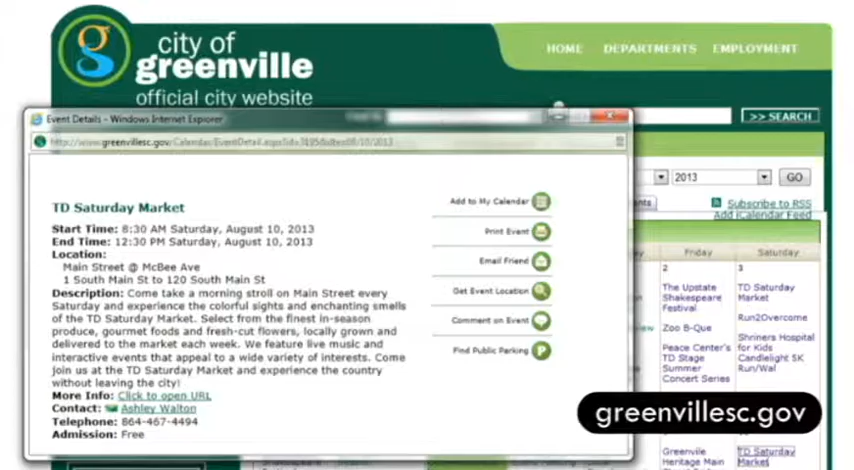 g
city of
greenville
official city website
HOME DEPARTMENTS EMPLOYMENT
>> SEARCH
Event Details - Windows Internet Explorer
2013 GO
Subscribe to RSS
Add iCalendar Feed
TD Saturday Market
Start Time: 8:30 AM Saturday, August 10, 2013
End Time: 12:30 PM Saturday, August 10, 2013
Location:
Main Street @ McBee Ave
1 South Main St to 120 South Main St
Description: Come take a morning stroll on Main Street every
Saturday and experience the colorful sights and enchanting smells
of the TD Saturday Market. Select from the finest in-season
produce, gourmet foods and fresh-cut flowers, locally grown and
delivered to the market each week. We feature live music and
interactive events that appeal to a wide variety of interests. Come
join us at the TD Saturday Market and experience the country
without leaving the city!
More Info: Click to open URL
Contact: Ashley Walton
Telephone: 864-467-4494
Admission: Free
Add to My Calendar
Print Event
Email Friend
Get Event Location
Comment on Event
Find Public Parking
P
Friday
2
The Upstate
Shakespeare
Festival
Zoo B-Que
Peace Center's
TD Stage
Summer
Concert Series
Greenville
Heritage Main
Saturday
3
TD Saturday
Market
Run2Overcome
Shriners Hospital
for Kids
Candlelight 5K
Run/Wal
TD Saturday
Market
greenvillesc.gov